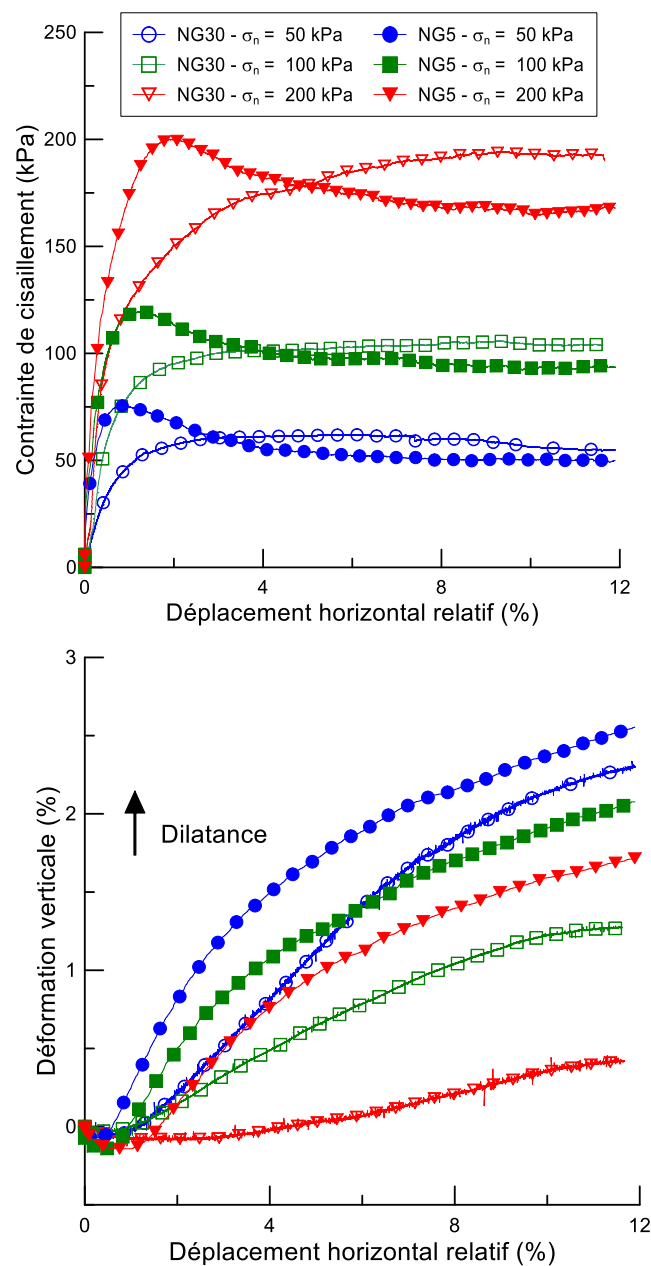 NG30 - σn = 50 kPa NG5 - σn = 50 kPa
NG30 - σn = 100 kPa NG5 - σn = 100 kPa
NG30 - σn = 200 kPa NG5 - σn = 200 kPa
250
200
150
100
50
0
Contrainte de cisaillement (kPa)
0 4 8 12
Déplacement horizontal relatif (%)
3
2
1
0
Déformation verticale (%)
Dilatance
0 4 8 12
Déplacement horizontal relatif (%)